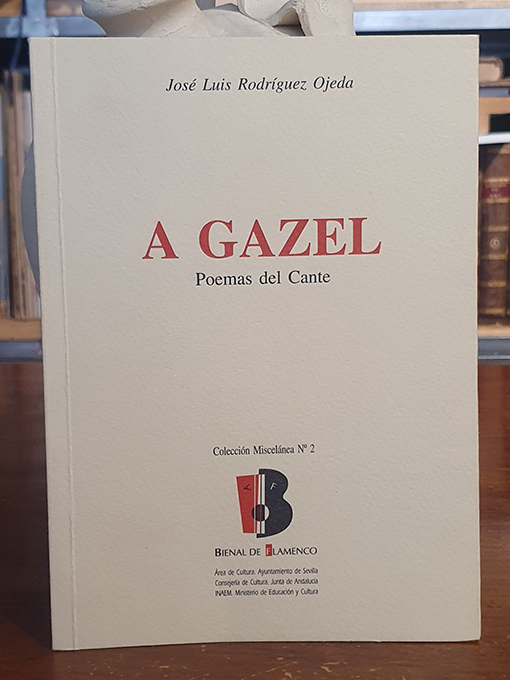 José Luis Rodríguez Ojeda
A GAZEL
Poemas del Cante
Colección Miscelánea Nº 2
F
BIENAL DE FLAMENCO
Área de Cultura. Ayuntamiento de Sevilla
Consejería de Cultura. Junta de Andalucía
INAEM. Ministerio de Educación y Cultura